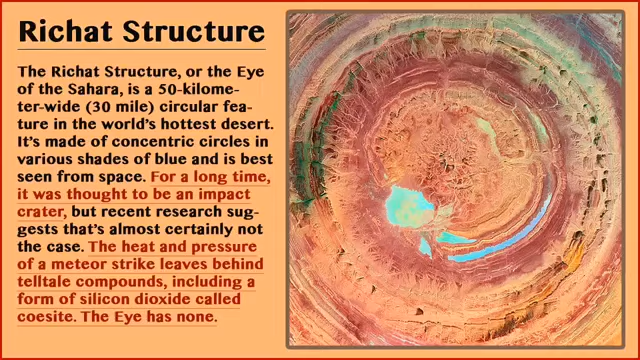 Richat Structure
The Richat Structure, or the Eye
of the Sahara, is a 50-kilome-
ter-wide (30 mile) circular fea-
ture in the world's hottest desert.
It's made of concentric circles in
various shades of blue and is best
seen from space. For a long time,
it was thought to be an impact
crater, but recent research sug-
gests that's almost certainly not
the case. The heat and pressure
of a meteor strike leaves behind
telltale compounds, including a
form of silicon dioxide called
coesite. The Eye has none.